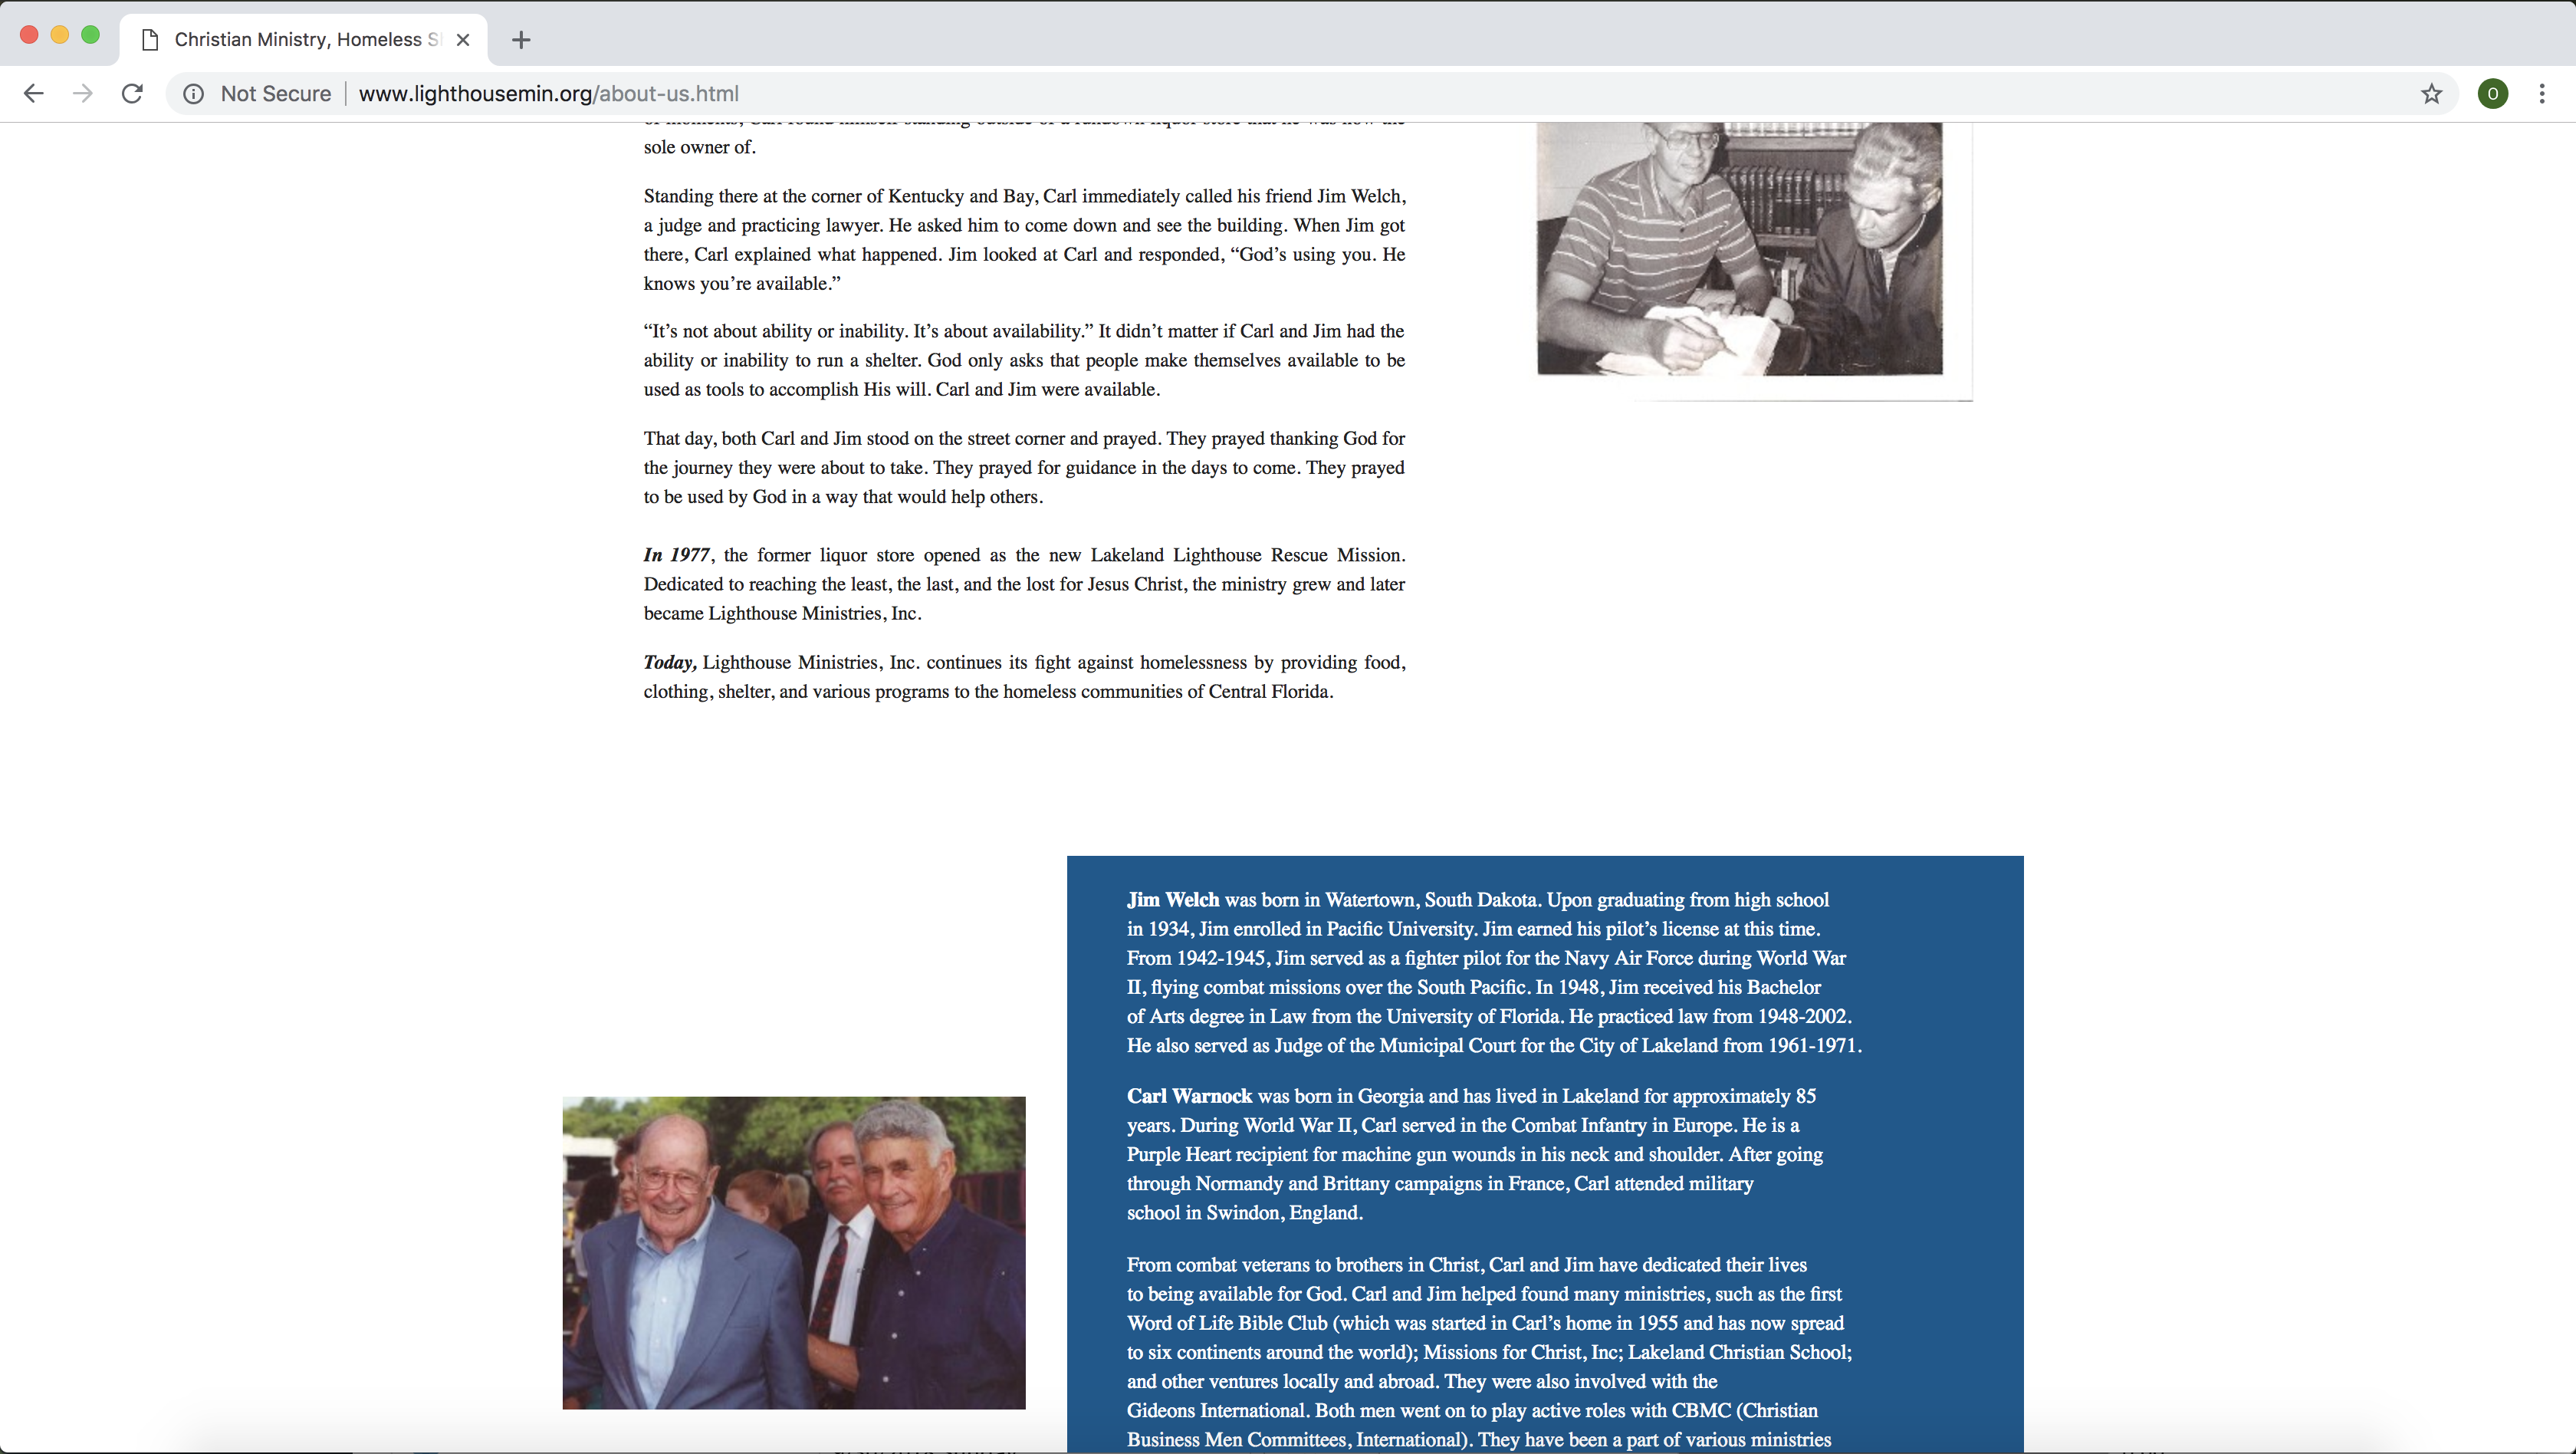 Christian Ministry, Homeless S
Not Secure
www.lighthousemin.org/about-us.html
O
of moments, Carl found himself standing outside of a rundown liquor store that he was now the
sole owner of.
Standing there at the corner of Kentucky and Bay, Carl immediately called his friend Jim Welch,
a judge and practicing lawyer. He asked him to come down and see the building. When Jim got
there, Carl explained what happened. Jim looked at Carl and responded, “God’s using you. He
knows you’re available.”
“It’s not about ability or inability. It’s about availability.” It didn’t matter if Carl and Jim had the
ability or inability to run a shelter. God only asks that people make themselves available to be
used as tools to accomplish His will. Carl and Jim were available.
That day, both Carl and Jim stood on the street corner and prayed. They prayed thanking God for
the journey they were about to take. They prayed for guidance in the days to come. They prayed
to be used by God in a way that would help others.
In 1977, the former liquor store opened as the new Lakeland Lighthouse Rescue Mission.
Dedicated to reaching the least, the last, and the lost for Jesus Christ, the ministry grew and later
became Lighthouse Ministries, Inc.
Today, Lighthouse Ministries, Inc. continues its fight against homelessness by providing food,
clothing, shelter, and various programs to the homeless communities of Central Florida.
Jim Welch was born in Watertown, South Dakota. Upon graduating from high school
in 1934, Jim enrolled in Pacific University. Jim earned his pilot’s license at this time.
From 1942-1945, Jim served as a fighter pilot for the Navy Air Force during World War
II, flying combat missions over the South Pacific. In 1948, Jim received his Bachelor
of Arts degree in Law from the University of Florida. He practiced law from 1948-2002.
He also served as Judge of the Municipal Court for the City of Lakeland from 1961-1971.
Carl Warnock was born in Georgia and has lived in Lakeland for approximately 85
years. During World War II, Carl served in the Combat Infantry in Europe. He is a
Purple Heart recipient for machine gun wounds in his neck and shoulder. After going
through Normandy and Brittany campaigns in France, Carl attended military
school in Swindon, England.
From combat veterans to brothers in Christ, Carl and Jim have dedicated their lives
to being available for God. Carl and Jim helped found many ministries, such as the first
Word of Life Bible Club (which was started in Carl’s home in 1955 and has now spread
to six continents around the world); Missions for Christ, Inc; Lakeland Christian School;
and other ventures locally and abroad. They were also involved with the
Gideons International. Both men went on to play active roles with CBMC (Christian
Business Men Committees, International). They have been a part of various ministries